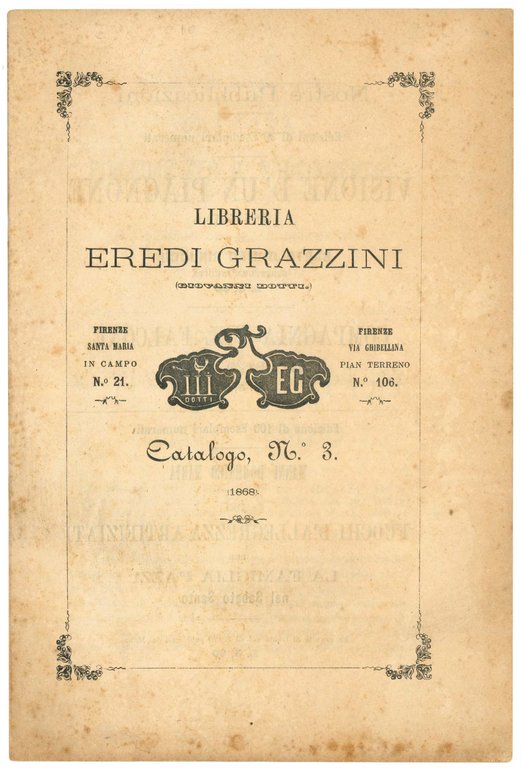 LIBRERIA
EREDI GRAZZINI
(GIOVANNI DOTTI.)
FIRENZE
SANTA MARIA
IN CAMPO
N.º 21.
DOTTI
EG
FIRENZE
VIA GHIBELLINA
PIAN TERRENO
N.º 106.
Catalogo, N.º 3.
(1868).